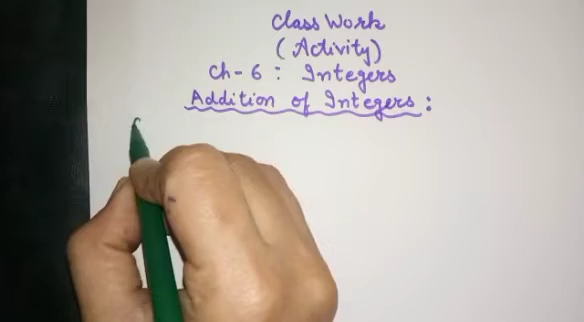 Class Work
(Activity)
Ch-6 : Integers
Addition of Integers :